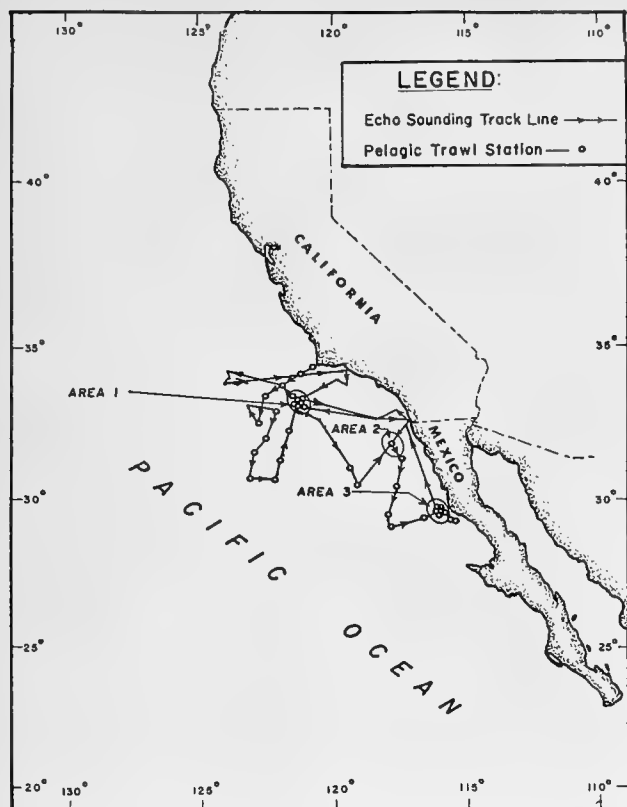 130° 125° 120° 115° 110°
LEGEND:
Echo Sounding Track Line
Pelagic Trawl Station
40° 40°
CALIFORNIA
35° 35°
AREA 1
AREA 2
MEXICO
AREA 3
30° 30°
PACIFIC OCEAN
25° 25°
20° 20°
130° 125° 120° 115° 110°